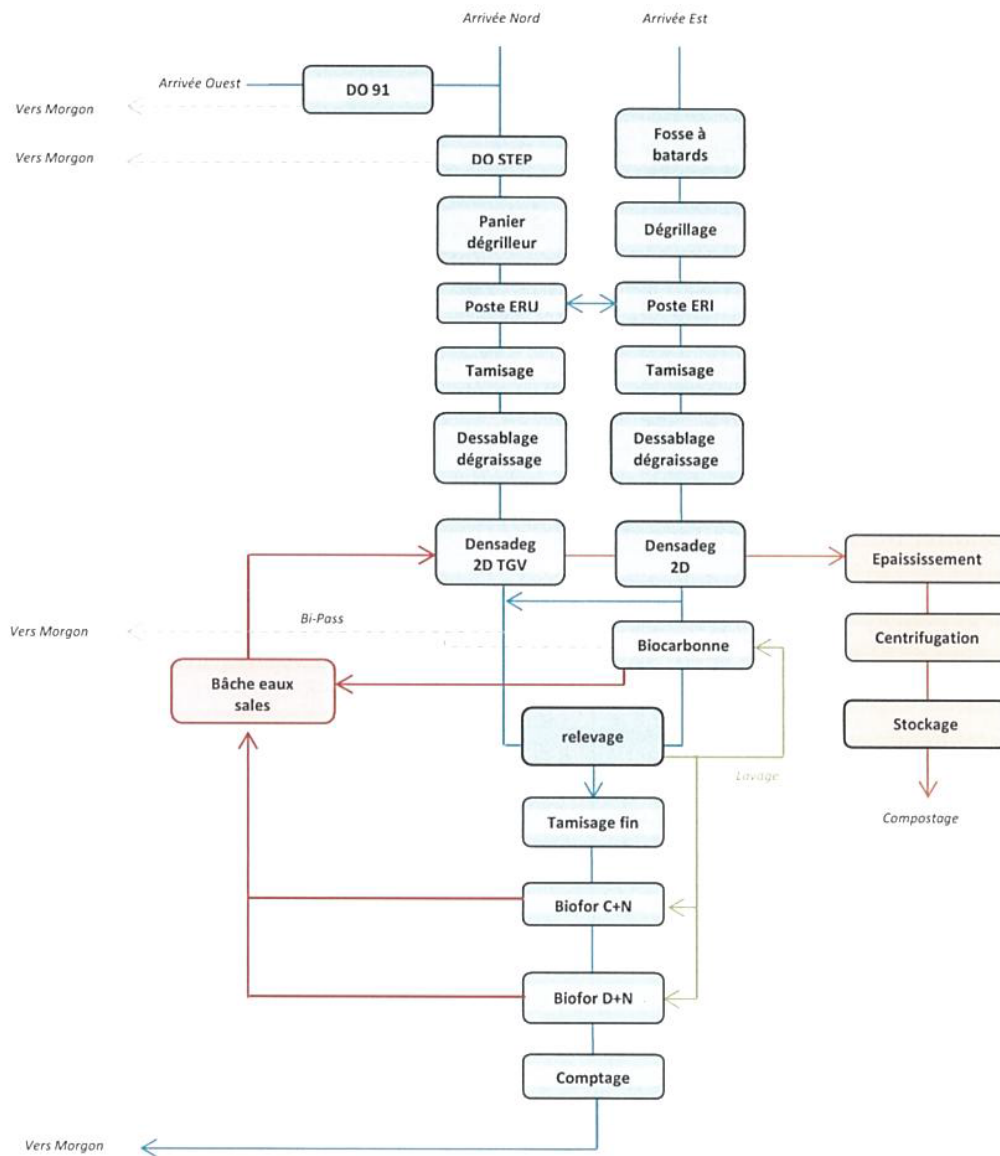 Arrivée Nord
Arrivée Est
Arrivée Ouest
DO 91
Vers Morgon
Fosse à
batards
Vers Morgon
DO STEP
Panier
dégrilleur
Dégrillage
Poste ERU
Poste ERI
Tamisage
Tamisage
Dessablage
dégraissage
Dessablage
dégraissage
Densadeg
2D TGV
Densadeg
2D
Epaississement
Bi-Pass
Vers Morgon
Biocarbonne
Centrifugation
Bâche eaux
sales
relevage
Stockage
Lavage
Tamisage fin
Compostage
Biofor C+N
Biofor D+N
Comptage
Vers Morgon